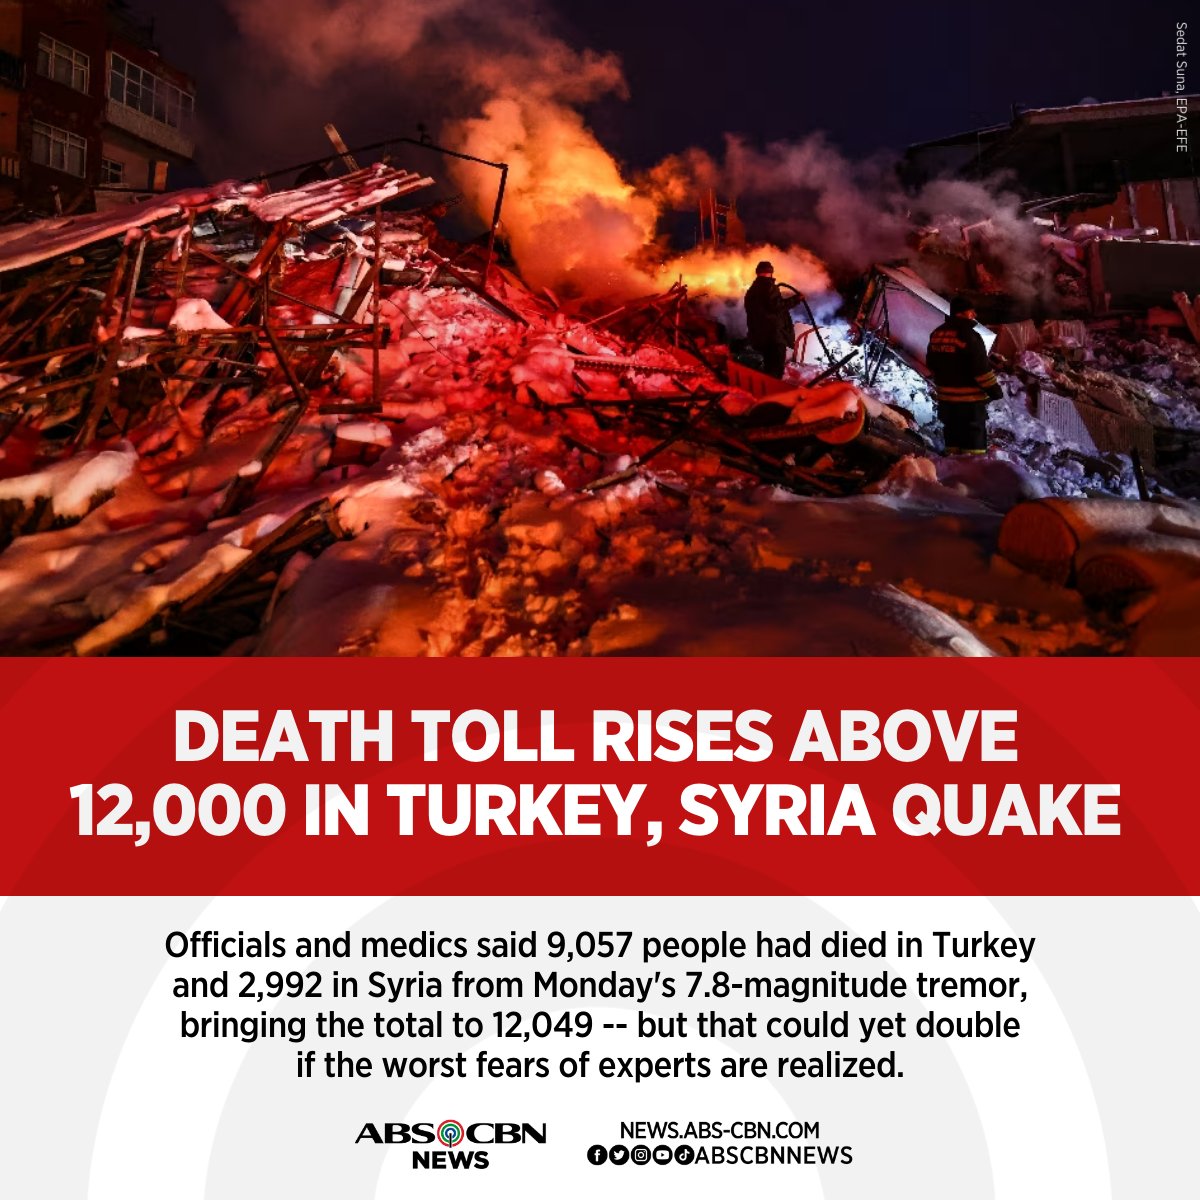 Sedat Suna, EPA-EFE
DEATH TOLL RISES ABOVE
12,000 IN TURKEY, SYRIA QUAKE
Officials and medics said 9,057 people had died in Turkey
and 2,992 in Syria from Monday's 7.8-magnitude tremor,
bringing the total to 12,049 -- but that could yet double
if the worst fears of experts are realized.
ABS CBN
NEWS
NEWS.ABS-CBN.COM
ABSCBNNEWS